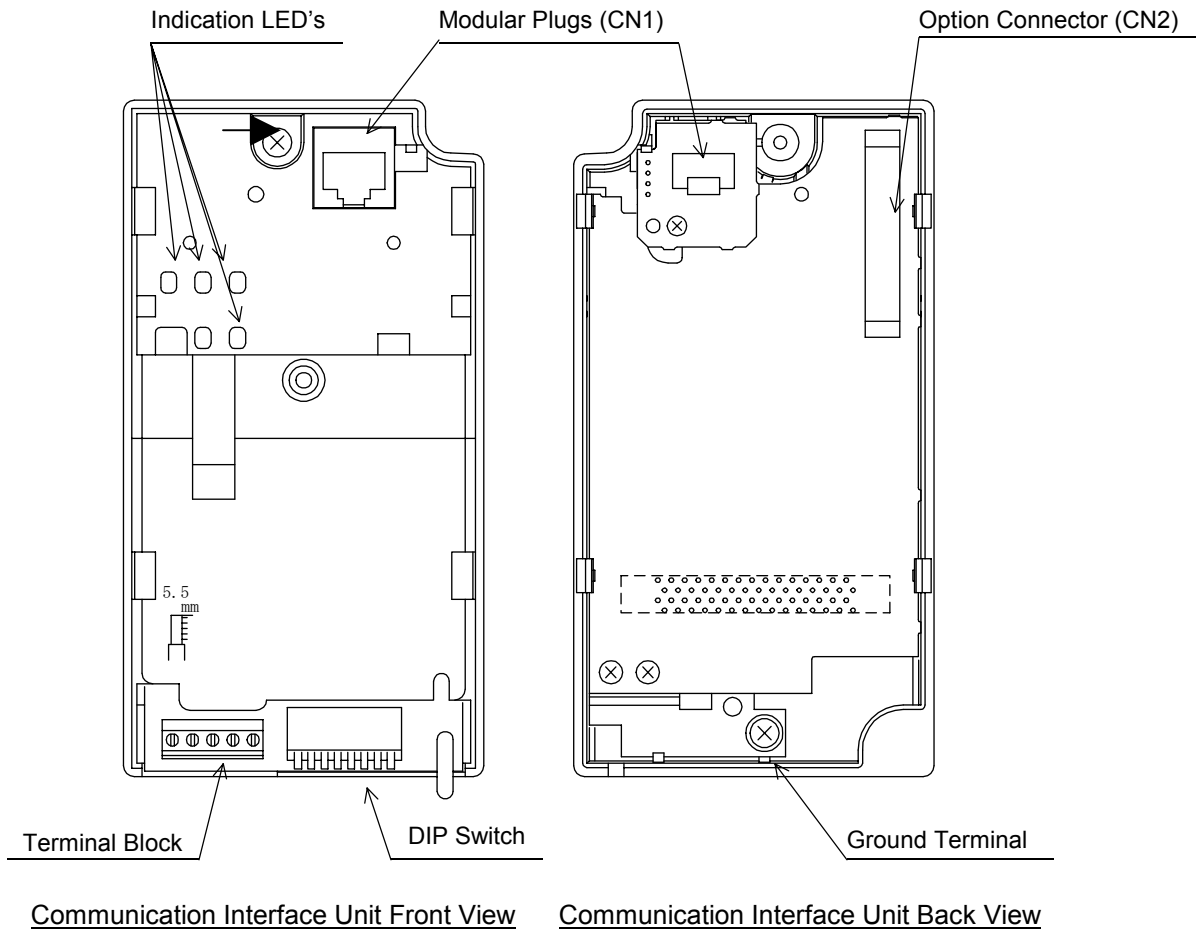 Indication LED’s
Modular Plugs (CN1)
Option Connector (CN2)
5.5
mm
Terminal Block
DIP Switch
Ground Terminal
Communication Interface Unit Front View
Communication Interface Unit Back View